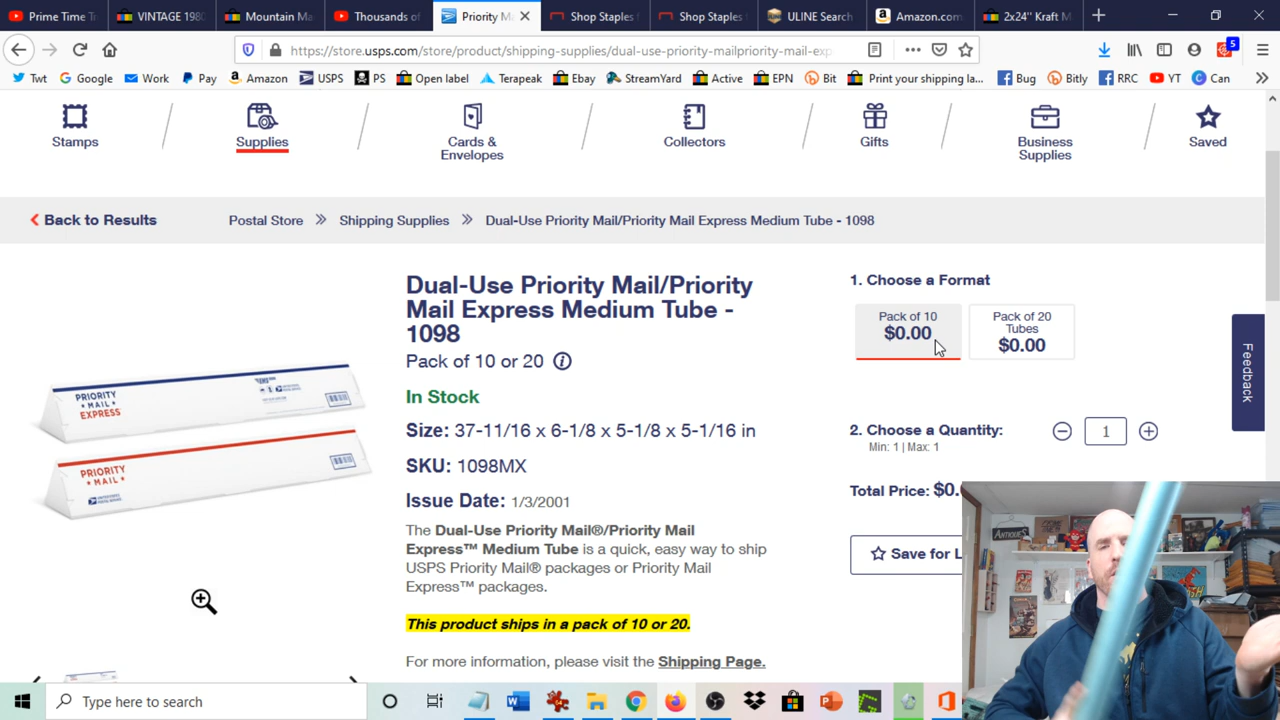 Prime Time Ti
VINTAGE 1980
Mountain Ma
Thousands of
Priority Ma
Shop Staples f
Shop Staples f
ULINE Search
Amazon.com
2x24" Kraft M
https://store.usps.com/store/product/shipping-supplies/dual-use-priority-mailpriority-mail-exp
5
Twt
Google
Work
Pay
Amazon
USPS
PS
Open label
Terapeak
Ebay
StreamYard
Active
EPN
Bit
Print your shipping la...
Bug
Bitly
RRC
YT
Can
Stamps
Supplies
Cards &
Envelopes
Collectors
Gifts
Business
Supplies
Saved
Back to Results
Postal Store » Shipping Supplies » Dual-Use Priority Mail/Priority Mail Express Medium Tube - 1098
Dual-Use Priority Mail/Priority
Mail Express Medium Tube -
1098
Pack of 10 or 20
In Stock
Size: 37-11/16 x 6-1/8 x 5-1/8 x 5-1/16 in
SKU: 1098MX
Issue Date: 1/3/2001
The Dual-Use Priority Mail®/Priority Mail
Express™ Medium Tube is a quick, easy way to ship
USPS Priority Mail® packages or Priority Mail
Express™ packages.
This product ships in a pack of 10 or 20.
For more information, please visit the Shipping Page.
PRIORITY
MAIL
EXPRESS
PRIORITY
MAIL
1. Choose a Format
Pack of 10
$0.00
Pack of 20
Tubes
$0.00
2. Choose a Quantity:
Min: 1 | Max: 1
1
Total Price: $0.
Save for L
Feedback
ANTIQUES
Type here to search